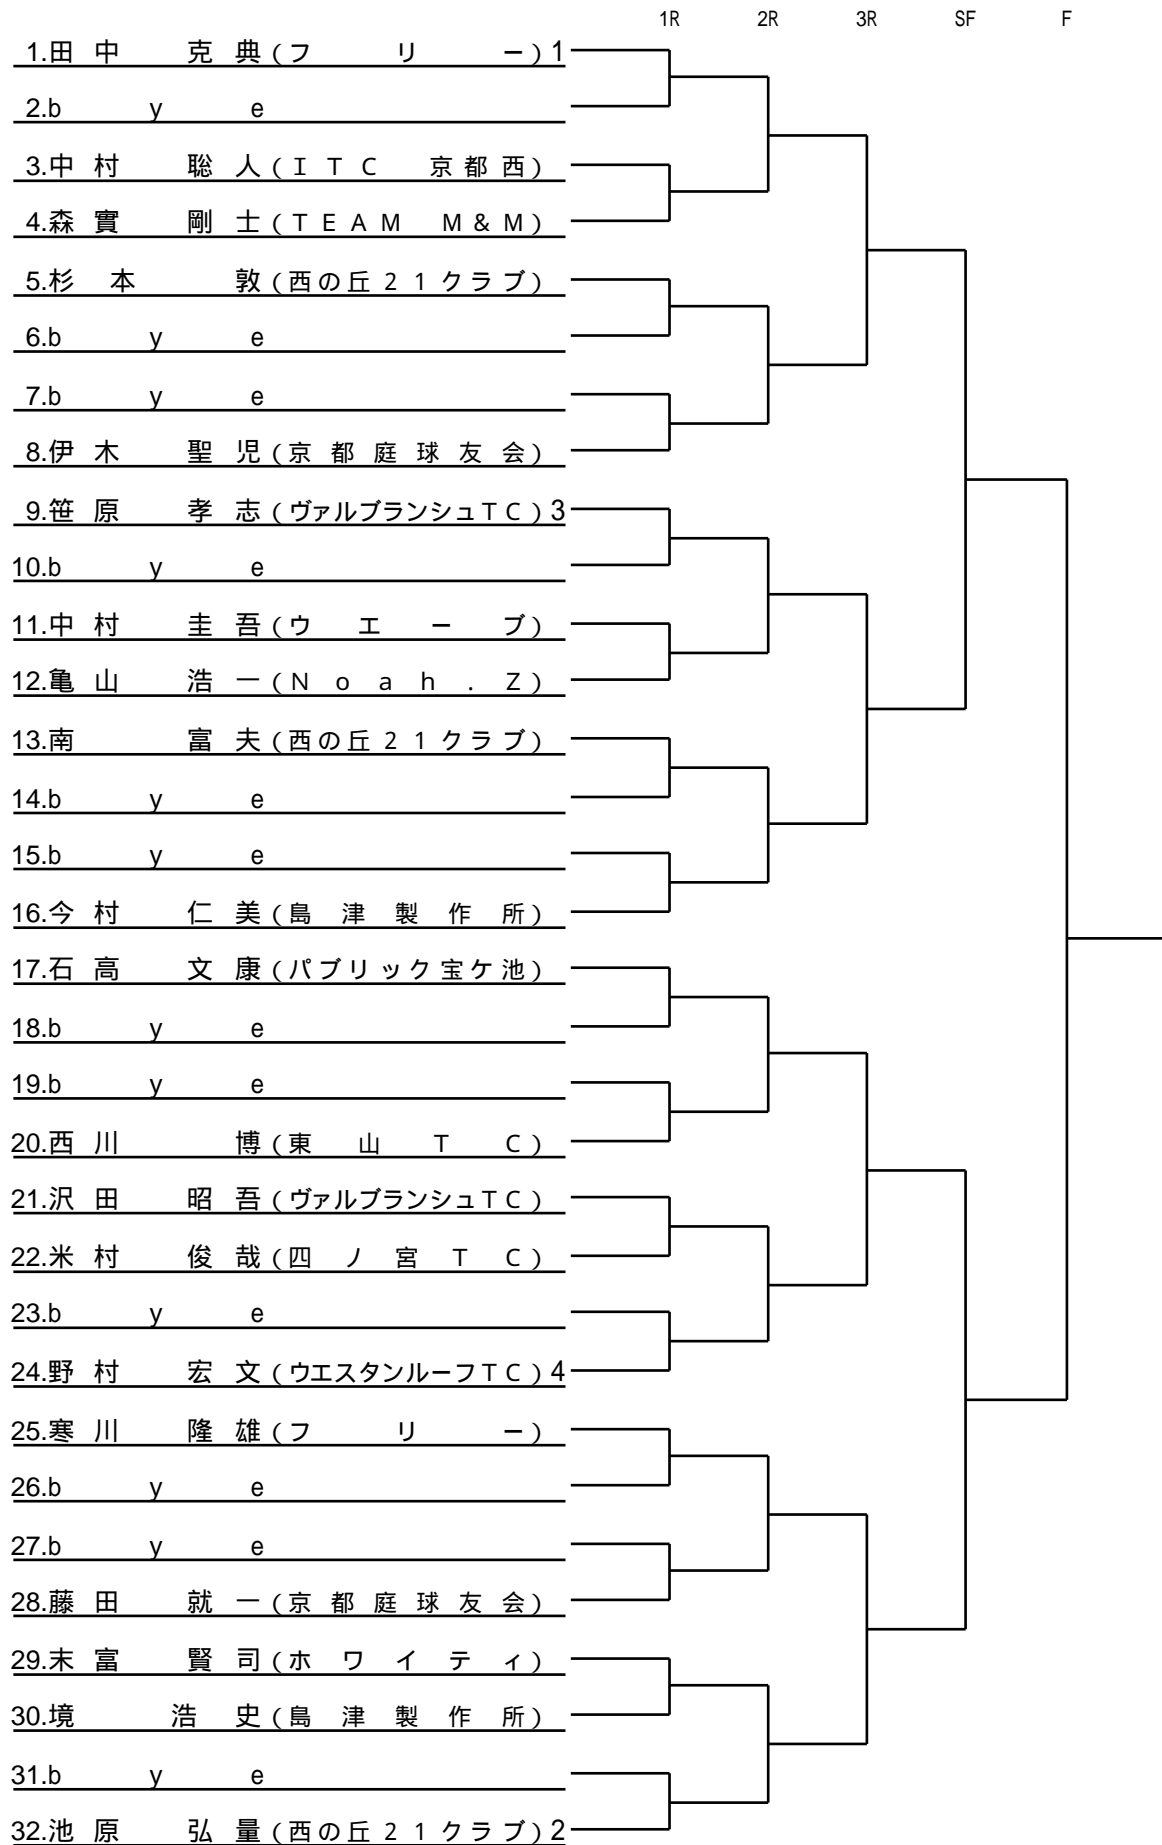 1R 2R 3R SF F
1.田中 克典(フリー)1
2.bye
3.中村 聡人(ITC 京都西)
4.森實 剛士(TEAM M&M)
5.杉本 敦(西の丘21クラブ)
6.bye
7.bye
8.伊木 聖児(京都庭球友会)
9.笹原 孝志(ヴァルブランシュTC)3
10.bye
11.中村 圭吾(ウエーブ)
12.亀山 浩一(Noah.Z)
13.南 富夫(西の丘21クラブ)
14.bye
15.bye
16.今村 仁美(島津製作所)
17.石高 文康(パブリック宝ケ池)
18.bye
19.bye
20.西川 博(東山TC)
21.沢田 昭吾(ヴァルブランシュTC)
22.米村 俊哉(四ノ宮TC)
23.bye
24.野村 宏文(ウエスタンルーフTC)4
25.寒川 隆雄(フリー)
26.bye
27.bye
28.藤田 就一(京都庭球友会)
29.末富 賢司(ホワイティ)
30.境 浩史(島津製作所)
31.bye
32.池原 弘量(西の丘21クラブ)2